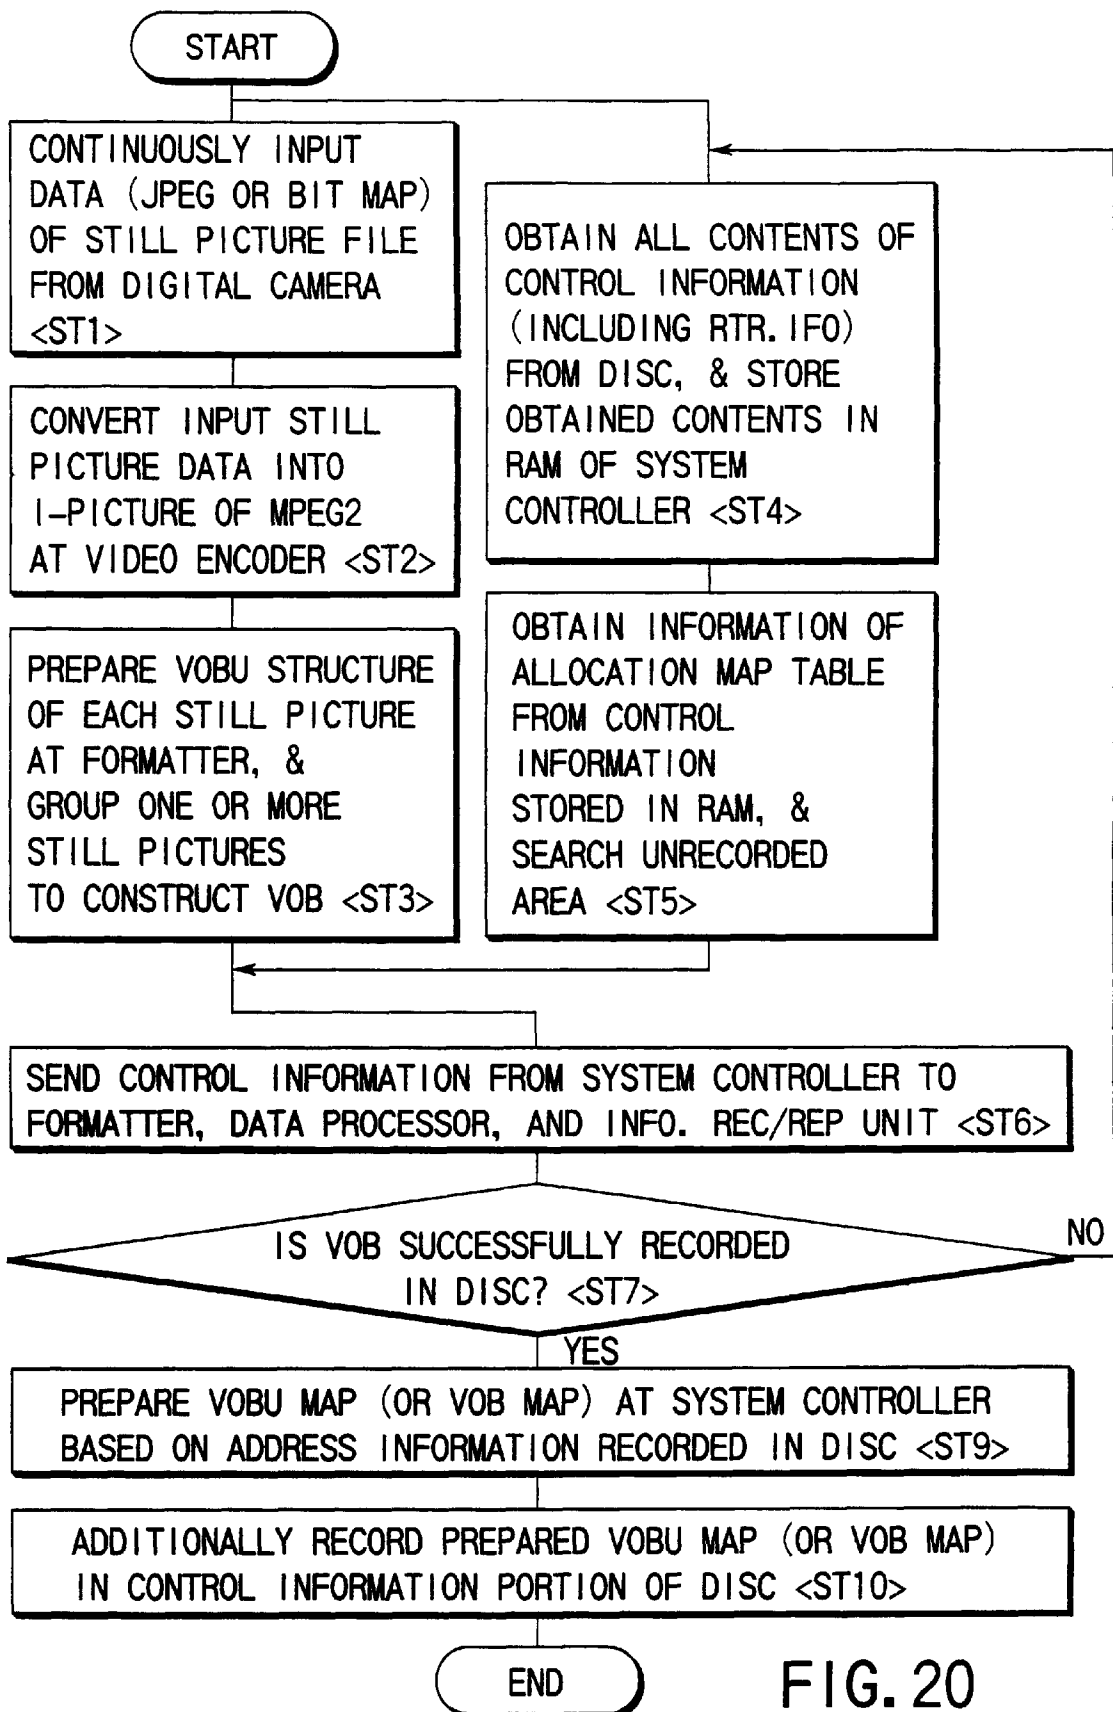 START
CONTINUOUSLY INPUT
DATA (JPEG OR BIT MAP)
OF STILL PICTURE FILE
FROM DIGITAL CAMERA
<ST1>
CONVERT INPUT STILL
PICTURE DATA INTO
I-PICTURE OF MPEG2
AT VIDEO ENCODER <ST2>
PREPARE VOBU STRUCTURE
OF EACH STILL PICTURE
AT FORMATTER, &
GROUP ONE OR MORE
STILL PICTURES
TO CONSTRUCT VOB <ST3>
OBTAIN ALL CONTENTS OF
CONTROL INFORMATION
(INCLUDING RTR.IFO)
FROM DISC, & STORE
OBTAINED CONTENTS IN
RAM OF SYSTEM
CONTROLLER <ST4>
OBTAIN INFORMATION OF
ALLOCATION MAP TABLE
FROM CONTROL
INFORMATION
STORED IN RAM, &
SEARCH UNRECORDED
AREA <ST5>
SEND CONTROL INFORMATION FROM SYSTEM CONTROLLER TO
FORMATTER, DATA PROCESSOR, AND INFO. REC/REP UNIT <ST6>
IS VOB SUCCESSFULLY RECORDED
IN DISC? <ST7>
NO
YES
PREPARE VOBU MAP (OR VOB MAP) AT SYSTEM CONTROLLER
BASED ON ADDRESS INFORMATION RECORDED IN DISC <ST9>
ADDITIONALLY RECORD PREPARED VOBU MAP (OR VOB MAP)
IN CONTROL INFORMATION PORTION OF DISC <ST10>
END
FIG. 20